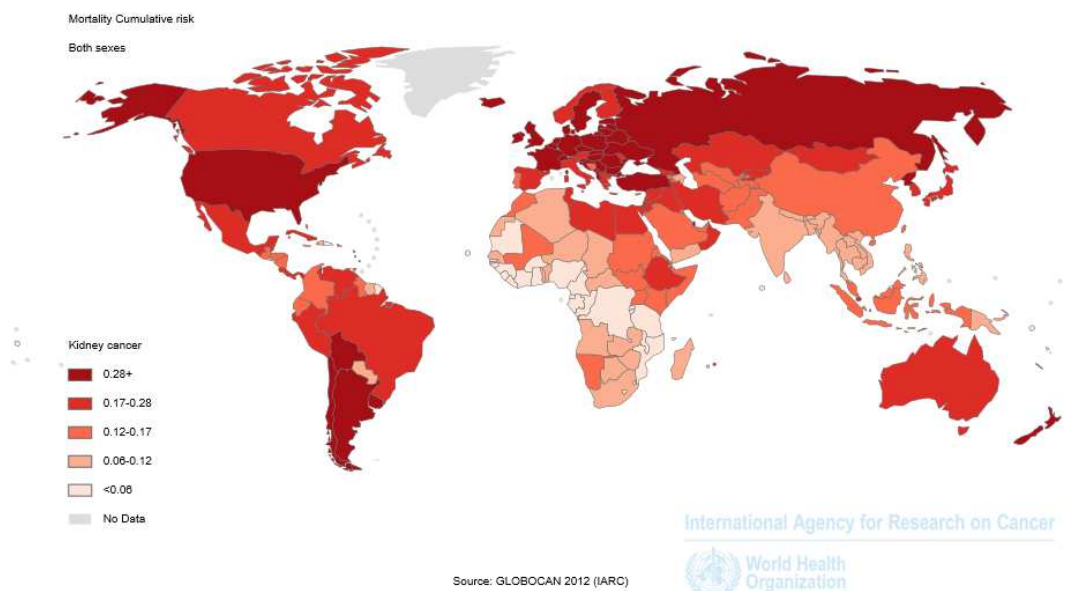 Mortality Cumulative risk
Both sexes
Kidney cancer
0.28+
0.17-0.28
0.12-0.17
0.06-0.12
<0.06
No Data
International Agency for Research on Cancer
World Health
Organization
Source: GLOBOCAN 2012 (IARC)